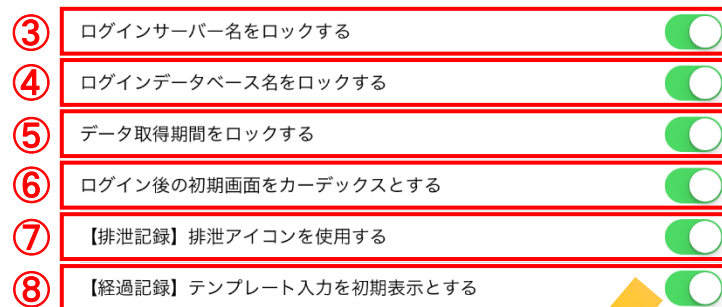 ③ ログインサーバー名をロックする
④ ログインデータベース名をロックする
⑤ データ取得期間をロックする
⑥ ログイン後の初期画面をカーデックスとする
⑦ 【排泄記録】排泄アイコンを使用する
⑧ 【経過記録】テンプレート入力を初期表示とする